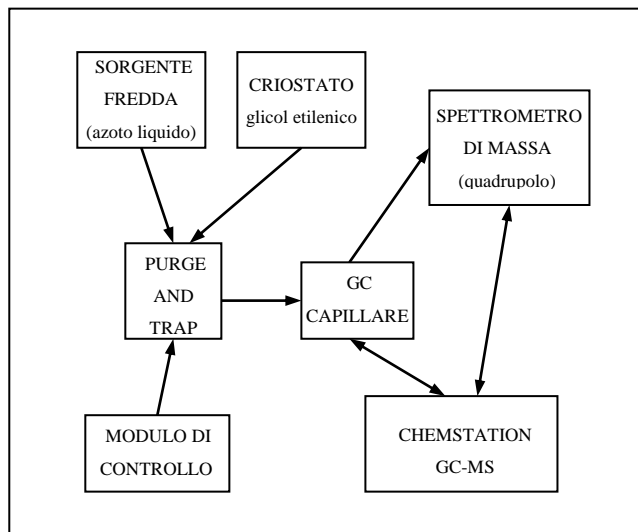 SORGENTE
FREDDA
(azoto liquido)
CRIOSTATO
glicol etilenico
SPETTROMETRO
DI MASSA
(quadrupolo)
PURGE
AND
TRAP
GC
CAPILLARE
MODULO DI
CONTROLLO
CHEMSTATION
GC-MS